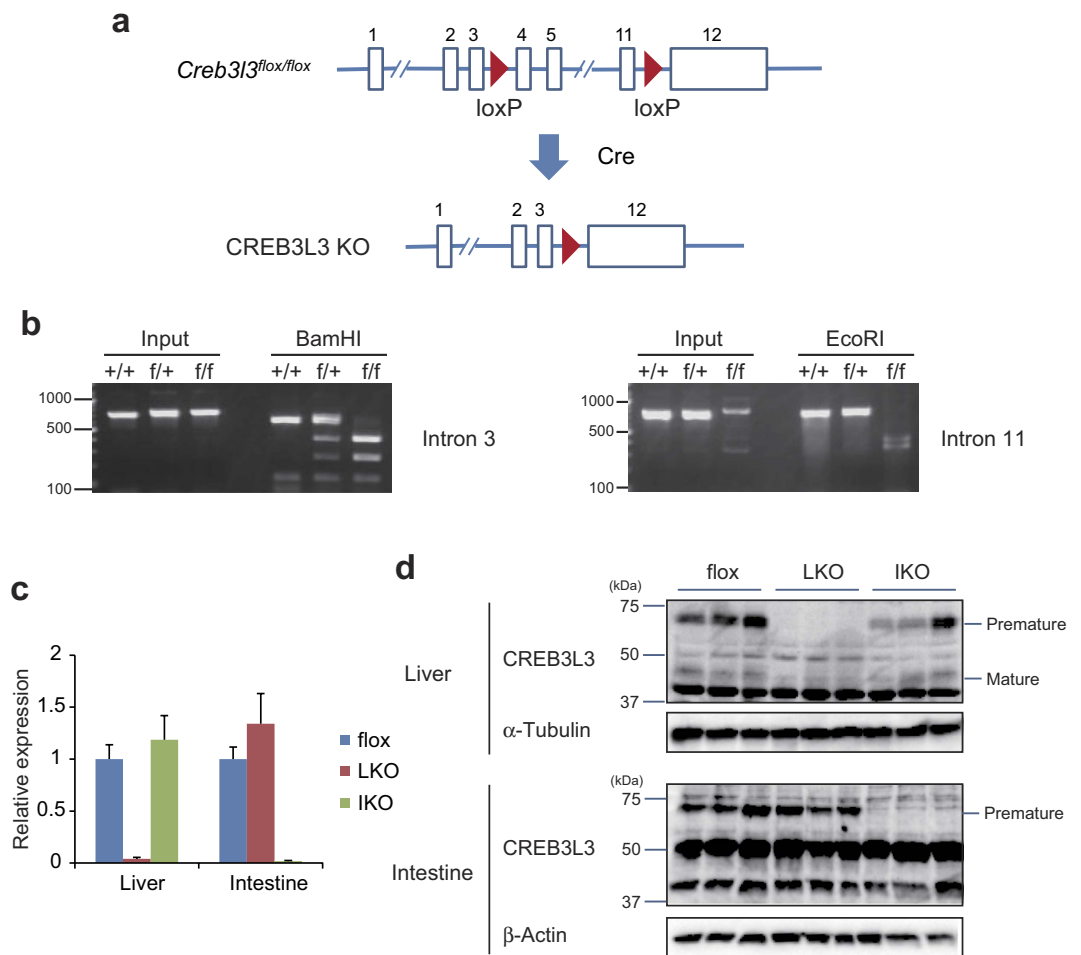 a
1 2 3 4 5 11 12
Creb3l3flox/flox
loxP loxP
Cre
1 2 3 12
CREB3L3 KO
b
Input BamHI
+/+ f/+ f/f +/+ f/+ f/f
1000
500
100
Intron 3
Input EcoRI
+/+ f/+ f/f +/+ f/+ f/f
1000
500
100
Intron 11
c
Relative expression
2
1.5
1
0.5
0
Liver Intestine
flox
LKO
IKO
d
flox LKO IKO
(kDa)
75
50
37
Liver
CREB3L3
Premature
Mature
α-Tubulin
(kDa)
75
50
37
Intestine
CREB3L3
Premature
β-Actin